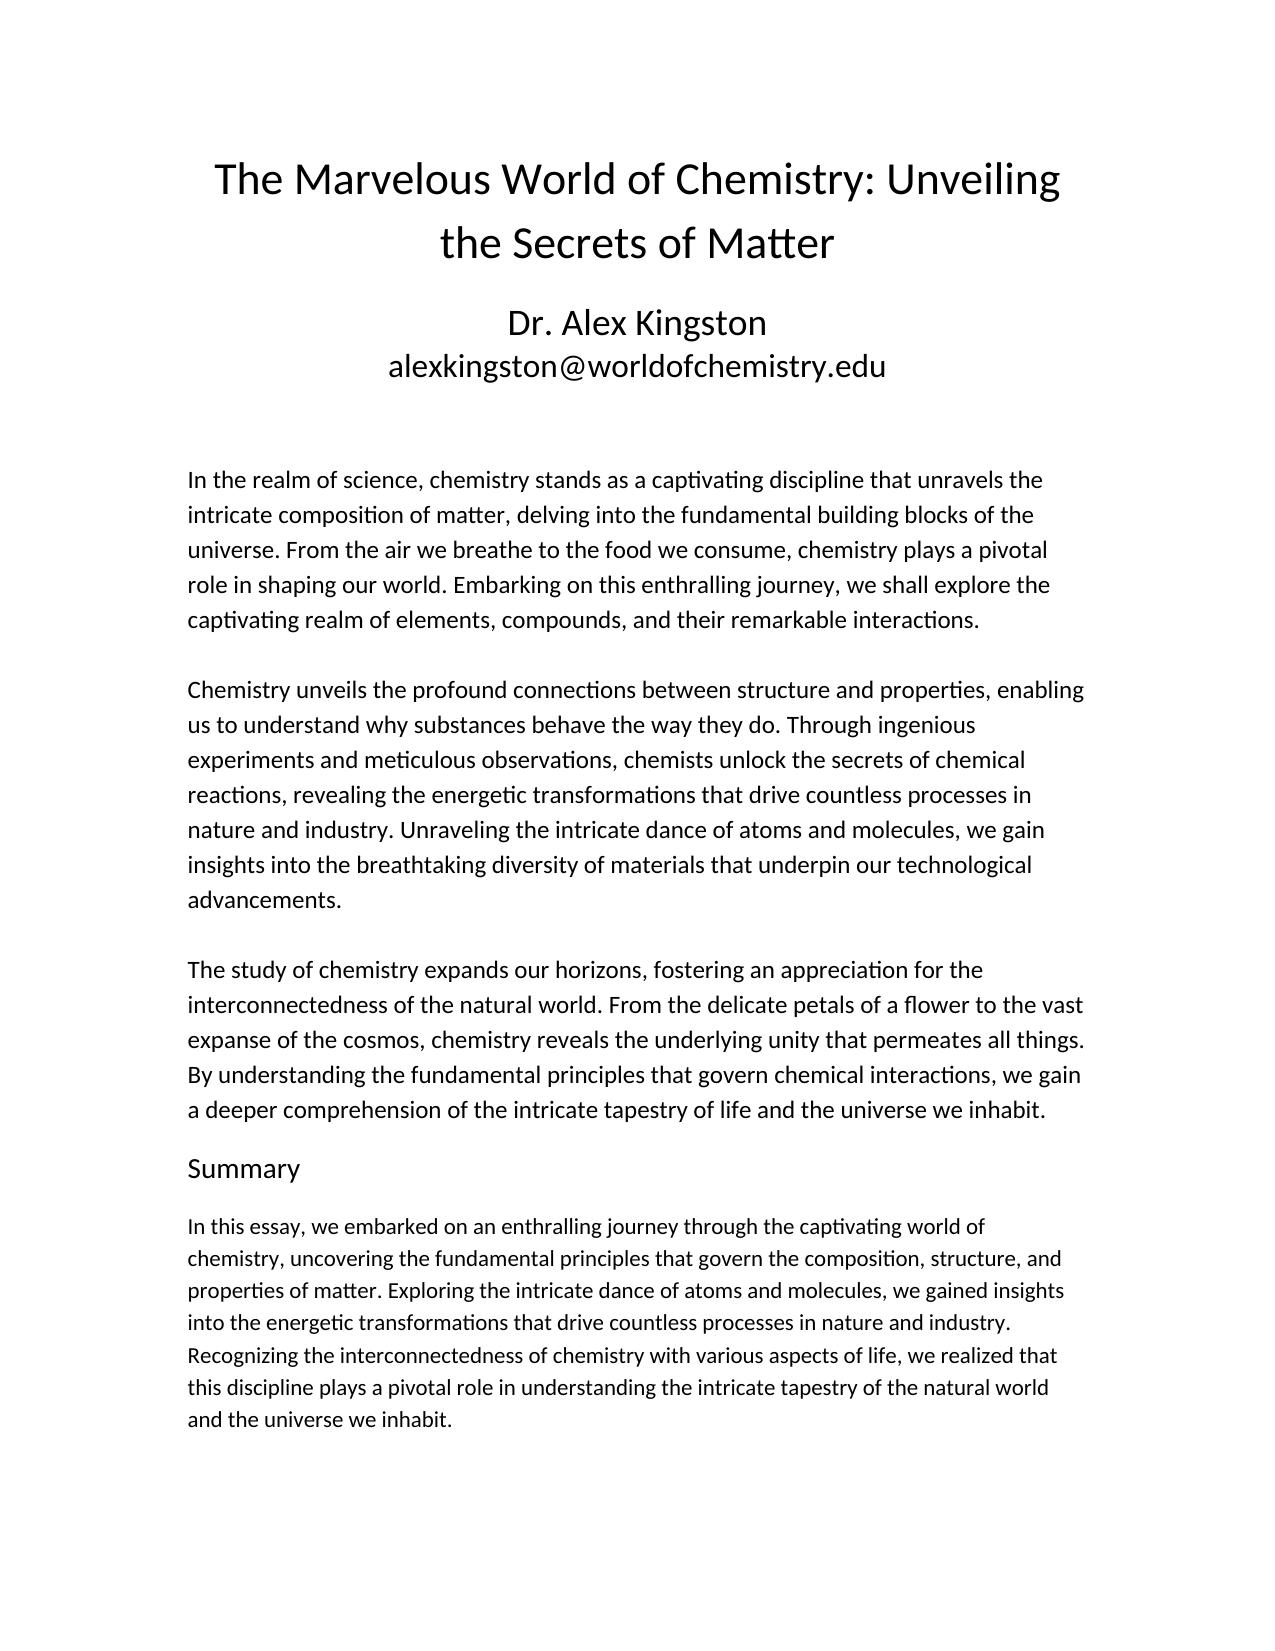 The Marvelous World of Chemistry: Unveiling
the Secrets of Matter
Dr. Alex Kingston
alexkingston@worldofchemistry.edu
In the realm of science, chemistry stands as a captivating discipline that unravels the
intricate composition of matter, delving into the fundamental building blocks of the
universe. From the air we breathe to the food we consume, chemistry plays a pivotal
role in shaping our world. Embarking on this enthralling journey, we shall explore the
captivating realm of elements, compounds, and their remarkable interactions.
Chemistry unveils the profound connections between structure and properties, enabling
us to understand why substances behave the way they do. Through ingenious
experiments and meticulous observations, chemists unlock the secrets of chemical
reactions, revealing the energetic transformations that drive countless processes in
nature and industry. Unraveling the intricate dance of atoms and molecules, we gain
insights into the breathtaking diversity of materials that underpin our technological
advancements.
The study of chemistry expands our horizons, fostering an appreciation for the
interconnectedness of the natural world. From the delicate petals of a flower to the vast
expanse of the cosmos, chemistry reveals the underlying unity that permeates all things.
By understanding the fundamental principles that govern chemical interactions, we gain
a deeper comprehension of the intricate tapestry of life and the universe we inhabit.
Summary
In this essay, we embarked on an enthralling journey through the captivating world of
chemistry, uncovering the fundamental principles that govern the composition, structure, and
properties of matter. Exploring the intricate dance of atoms and molecules, we gained insights
into the energetic transformations that drive countless processes in nature and industry.
Recognizing the interconnectedness of chemistry with various aspects of life, we realized that
this discipline plays a pivotal role in understanding the intricate tapestry of the natural world
and the universe we inhabit.